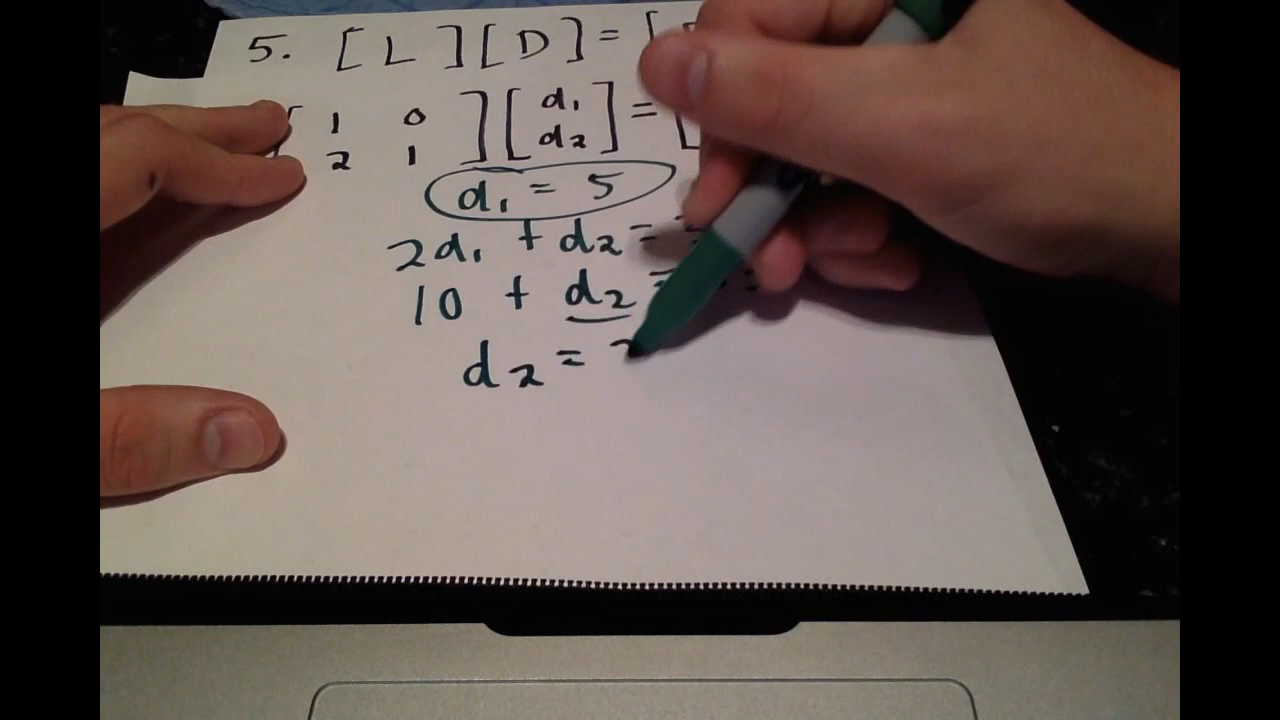 5. [ L ] [ D ] = [
[ 1 0 ] [ d₁ ] = [
2 1 d₂
d₁ = 5
2d₁ + d₂ =
10 + d₂ =
d₂ =